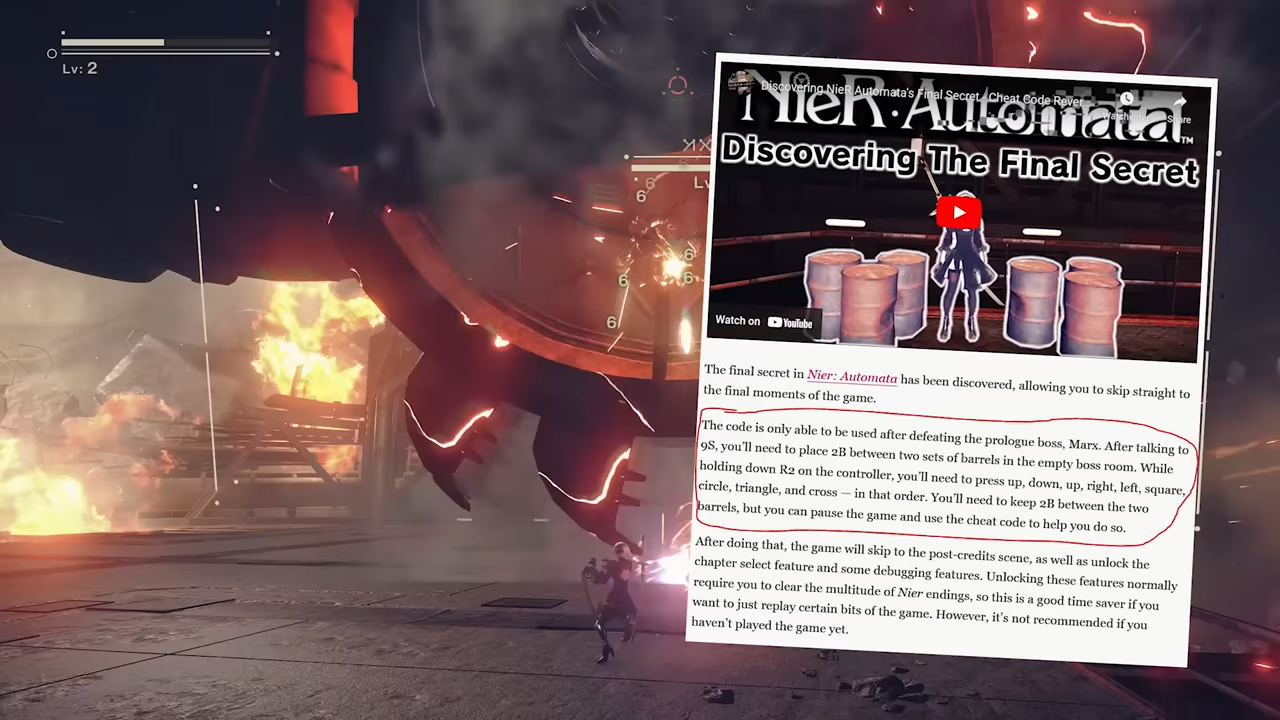 Lv: 2
6
6
6
6
6
6
Lv
Discovering NieR Automata's Final Secret - Cheat Code Rever
NieR:Automata™
Share
Discovering The Final Secret
Watch on YouTube
The final secret in Nier: Automata has been discovered, allowing you to skip straight to
the final moments of the game.
The code is only able to be used after defeating the prologue boss, Marx. After talking to
9S, you'll need to place 2B between two sets of barrels in the empty boss room. While
holding down R2 on the controller, you'll need to press up, down, up, right, left, square,
circle, triangle, and cross — in that order. You'll need to keep 2B between the two
barrels, but you can pause the game and use the cheat code to help you do so.
After doing that, the game will skip to the post-credits scene, as well as unlock the
chapter select feature and some debugging features. Unlocking these features normally
require you to clear the multitude of Nier endings, so this is a good time saver if you
want to just replay certain bits of the game. However, it's not recommended if you
haven't played the game yet.